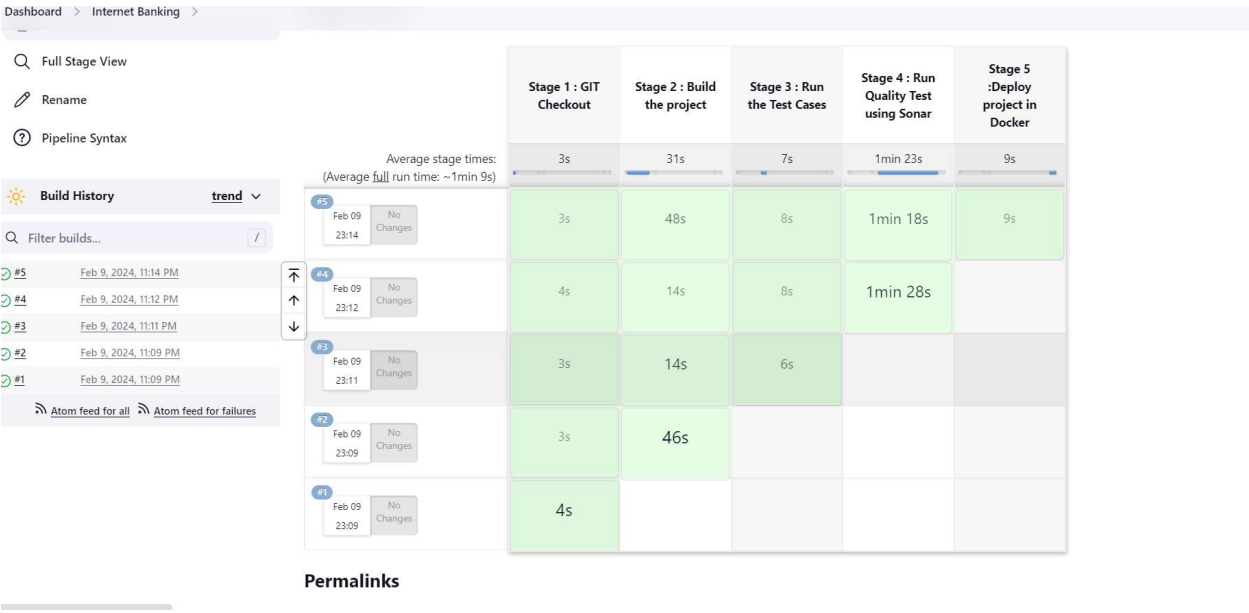 Dashboard > Internet Banking >
Full Stage View
Rename
Pipeline Syntax
Build History trend
Filter builds... /
#5 Feb 9, 2024, 11:14 PM
#4 Feb 9, 2024, 11:12 PM
#3 Feb 9, 2024, 11:11 PM
#2 Feb 9, 2024, 11:09 PM
#1 Feb 9, 2024, 11:09 PM
Atom feed for all Atom feed for failures
Stage 1 : GIT
Checkout
Stage 2 : Build
the project
Stage 3 : Run
the Test Cases
Stage 4 : Run
Quality Test
using Sonar
Stage 5
:Deploy
project in
Docker
Average stage times: 3s 31s 7s 1min 23s 9s
(Average full run time: ~1min 9s)
#5
Feb 09
23:14
No
Changes
3s 48s 8s 1min 18s 9s
#4
Feb 09
23:12
No
Changes
4s 14s 8s 1min 28s
#3
Feb 09
23:11
No
Changes
3s 14s 6s
#2
Feb 09
23:09
No
Changes
3s 46s
#1
Feb 09
23:09
No
Changes
4s
Permalinks